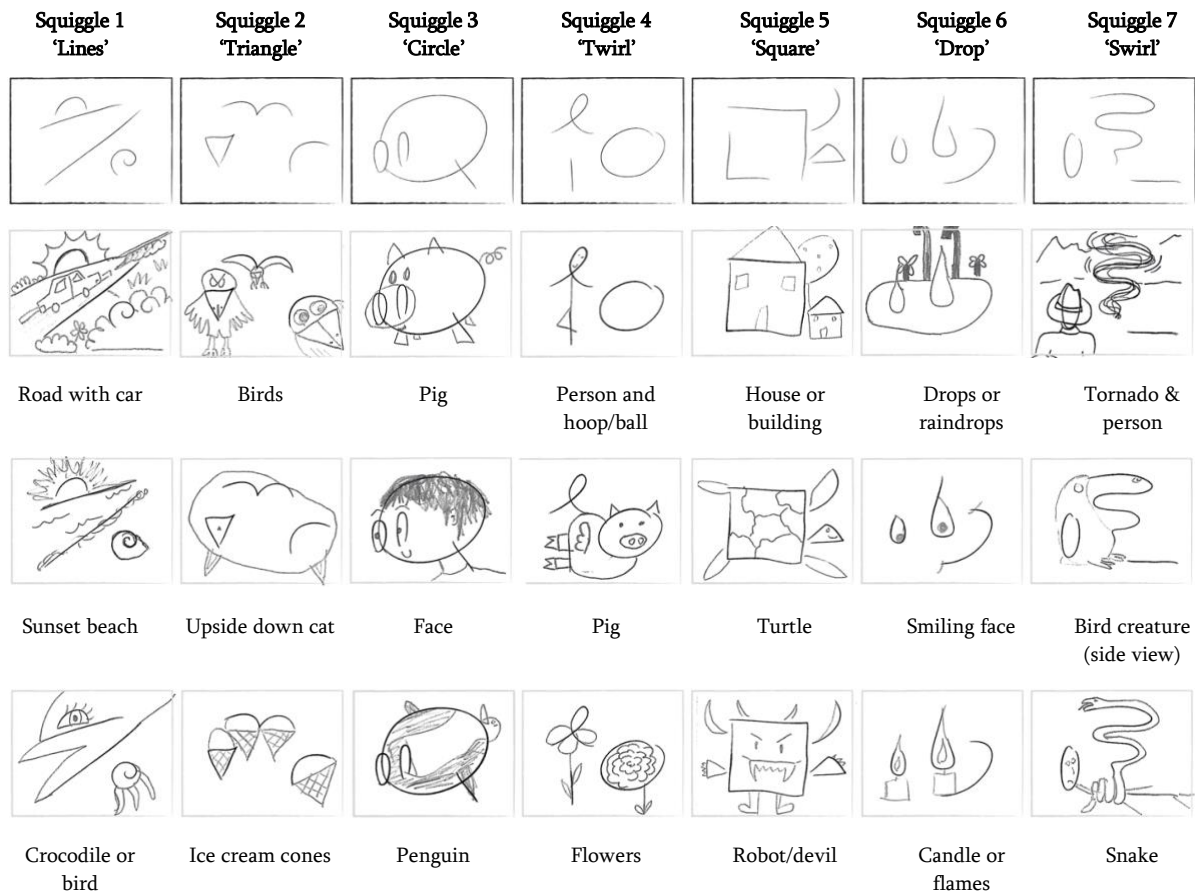 Squiggle 1 Squiggle 2 Squiggle 3 Squiggle 4 Squiggle 5 Squiggle 6 Squiggle 7
‘Lines’ ‘Triangle’ ‘Circle’ ‘Twirl’ ‘Square’ ‘Drop’ ‘Swirl’
Road with car Birds Pig Person and House or Drops or Tornado &
hoop/ball building raindrops person
Sunset beach Upside down cat Face Pig Turtle Smiling face Bird creature
(side view)
Crocodile or Ice cream cones Penguin Flowers Robot/devil Candle or Snake
bird flames